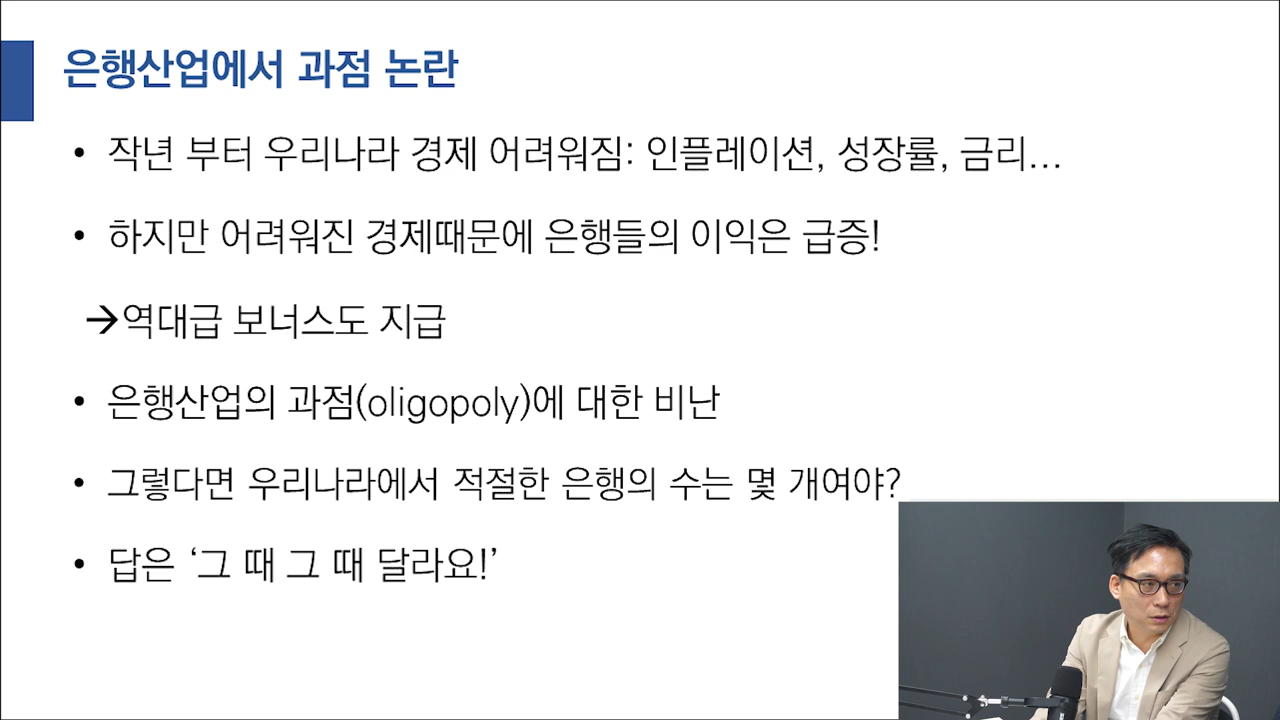 은행산업에서 과점 논란
• 작년 부터 우리나라 경제 어려워짐: 인플레이션, 성장률, 금리...
• 하지만 어려워진 경제때문에 은행들의 이익은 급증!
→역대급 보너스도 지급
• 은행산업의 과점(oligopoly)에 대한 비난
• 그렇다면 우리나라에서 적절한 은행의 수는 몇 개여야?
• 답은 ‘그 때 그 때 달라요!’